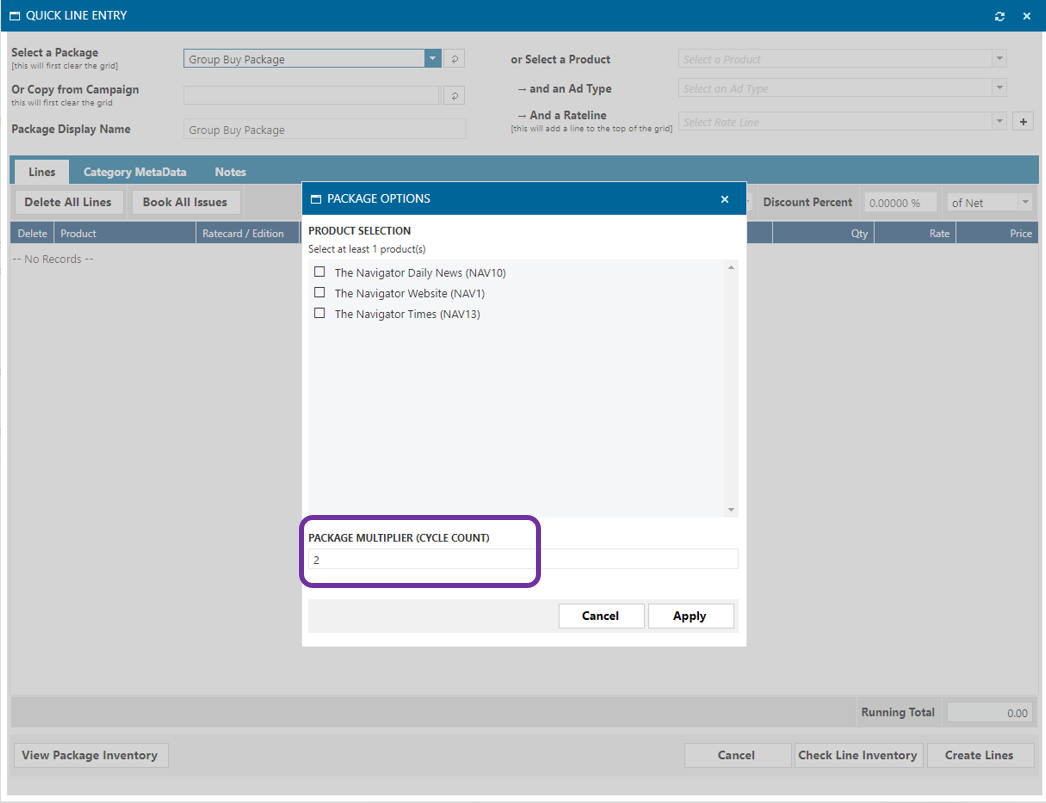 QUICK LINE ENTRY
Select a Package
[this will first clear the grid]
Group Buy Package
or Select a Product
Select a Product
Or Copy from Campaign
this will first clear the grid
→ and an Ad Type
Select an Ad Type
→ And a Rateline
[this will add a line to the top of the grid]
Select Rate Line
+
Package Display Name
Group Buy Package
Lines
Category MetaData
Notes
Delete All Lines
Book All Issues
Discount Percent
0.00000 %
of Net
Delete
Product
Ratecard / Edition
Qty
Rate
Price
-- No Records --
PACKAGE OPTIONS
PRODUCT SELECTION
Select at least 1 product(s)
The Navigator Daily News (NAV10)
The Navigator Website (NAV1)
The Navigator Times (NAV13)
PACKAGE MULTIPLIER (CYCLE COUNT)
2
Cancel
Apply
Running Total
0.00
View Package Inventory
Cancel
Check Line Inventory
Create Lines